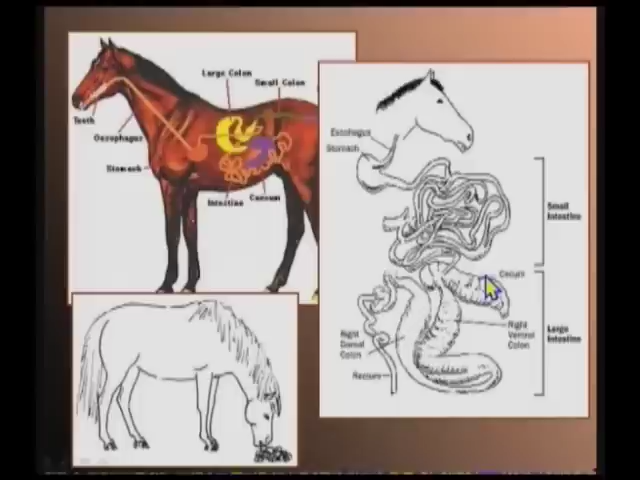 Large Colon
Small Colon
Teeth
Oesophagus
Stomach
Intestine
Caecum
Esophagus
Stomach
Small
Intestine
Cecum
Right
Dorsal
Colon
Right
Ventral
Colon
Large
Intestine
Rectum